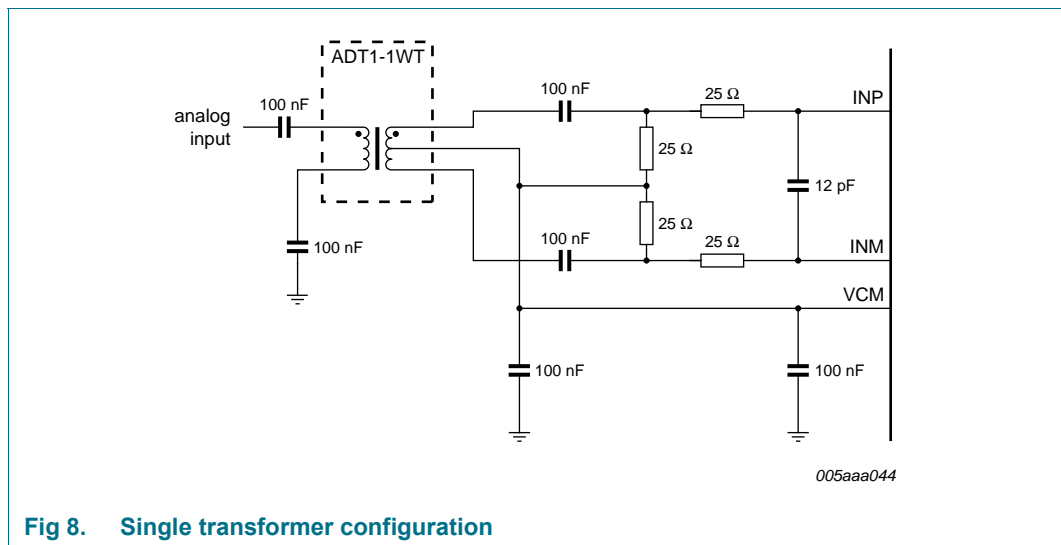 ADT1-1WT
100 nF
25 Ω
INP
100 nF
analog
input
25 Ω
12 pF
25 Ω
100 nF
100 nF
25 Ω
INM
VCM
100 nF
100 nF
005aaa044
Fig 8. Single transformer configuration